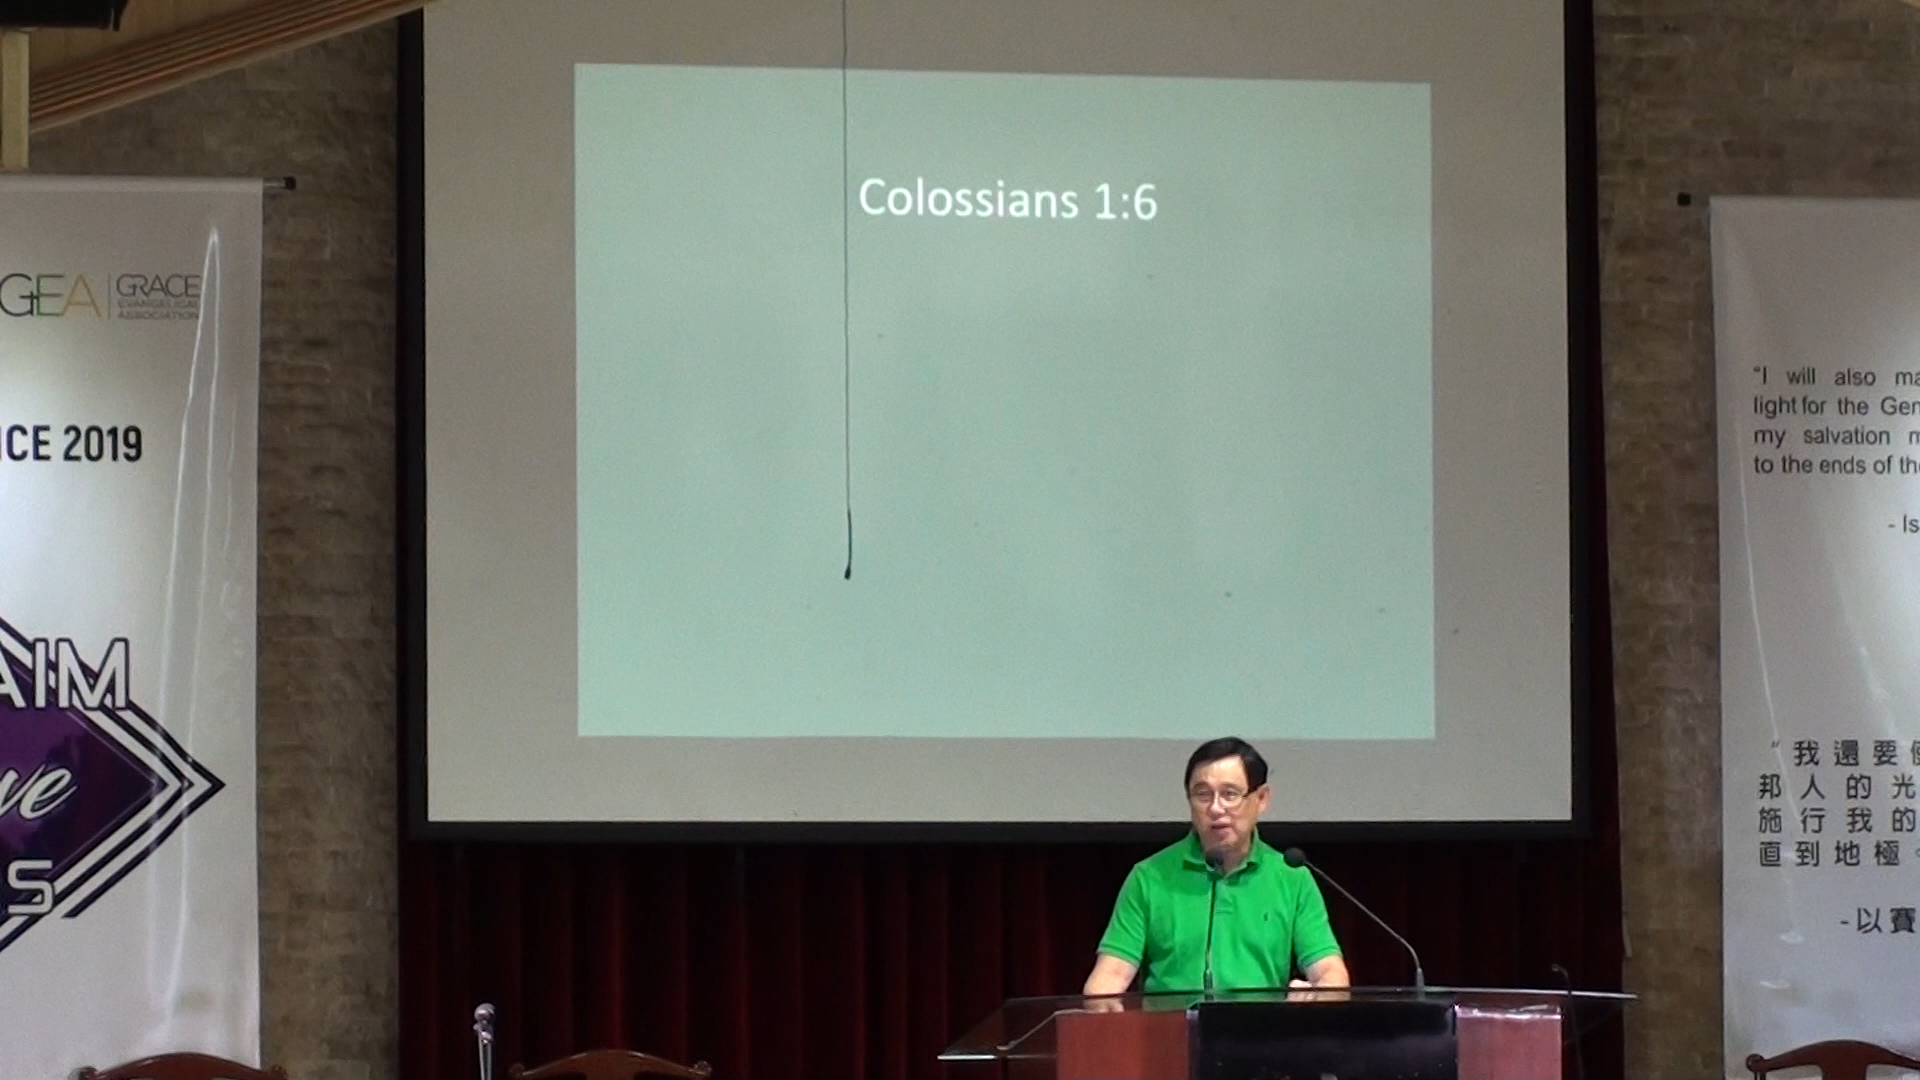 Colossians 1:6
GEA
GRACE
EVANGELICAL
ASSOCIATION
ICE 2019
AIM
ve
S
“I will also ma
light for the Gen
my salvation m
to the ends of the
- Is
“我還要使
邦人的光
施行我的
直到地極。
-以賽